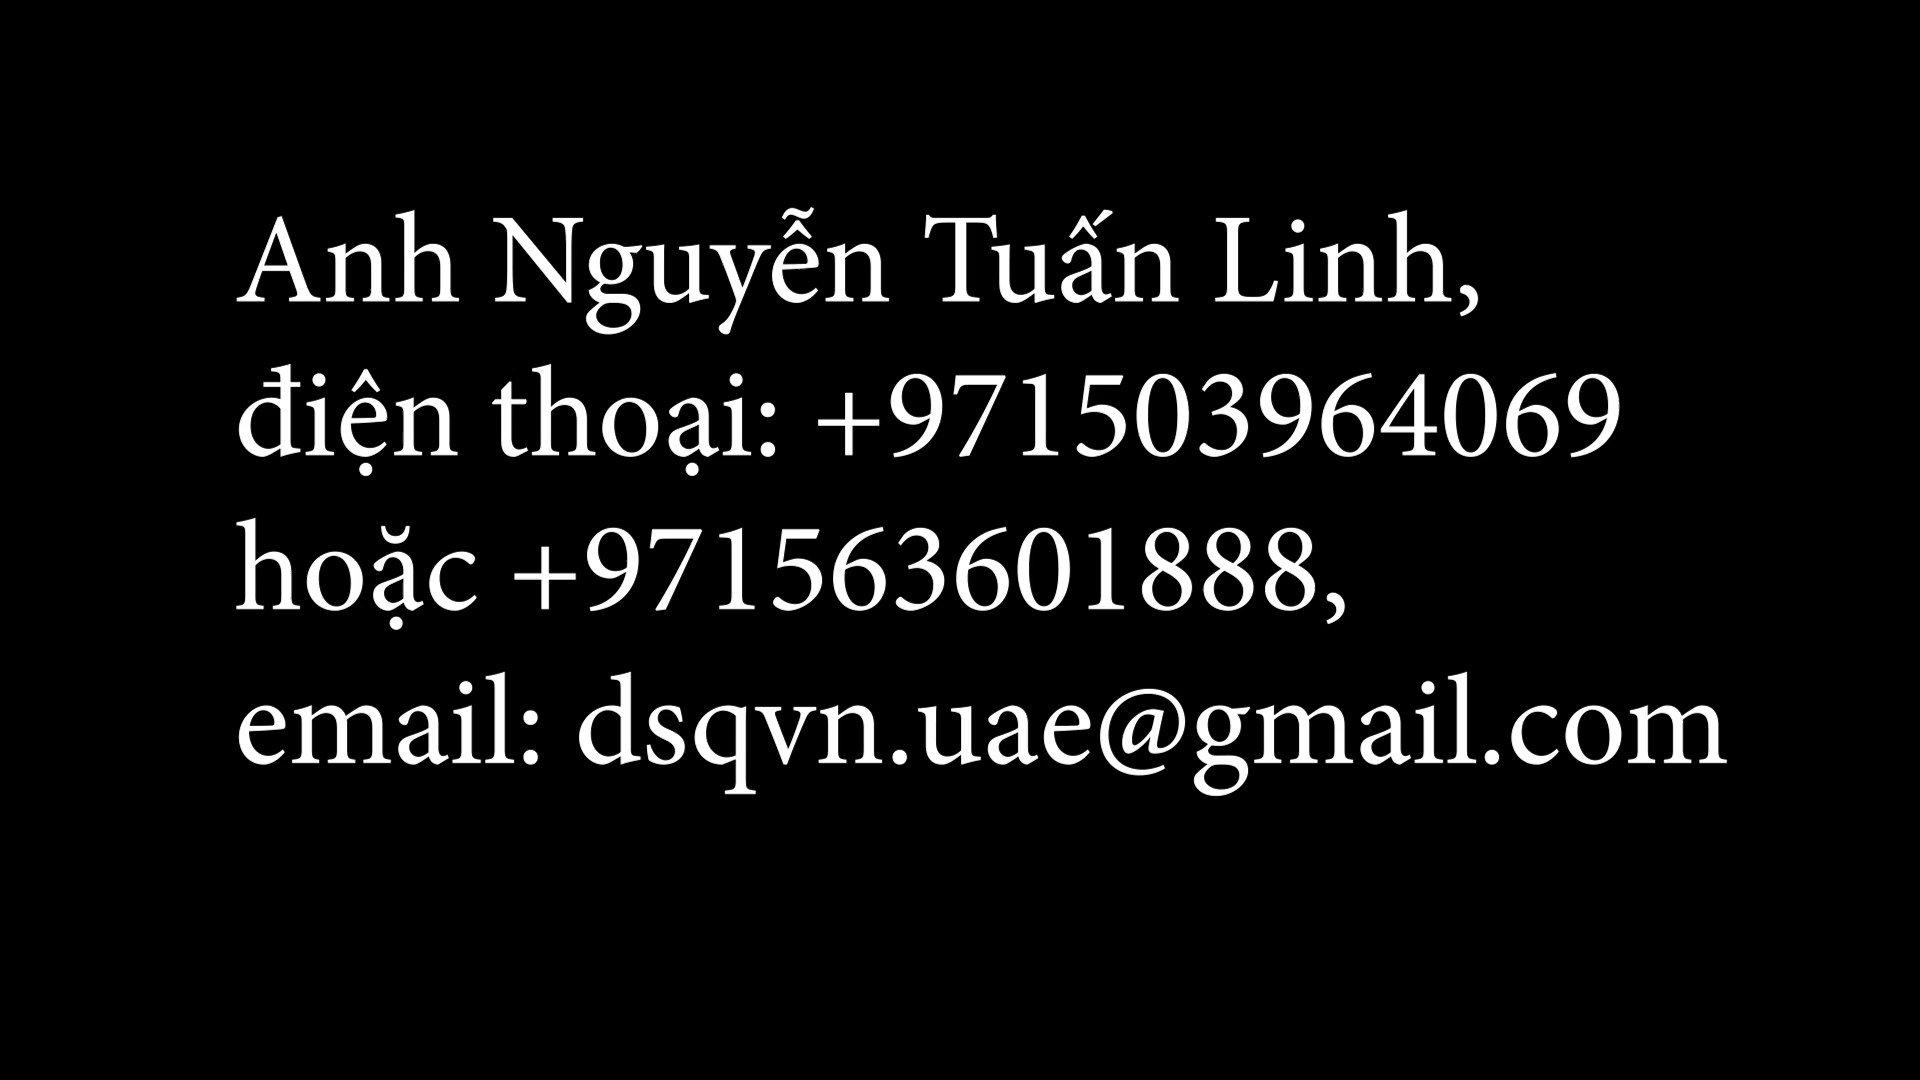 Anh Nguyễn Tuấn Linh,
điện thoại: +971503964069
hoặc +971563601888,
email: dsqvn.uae@gmail.com